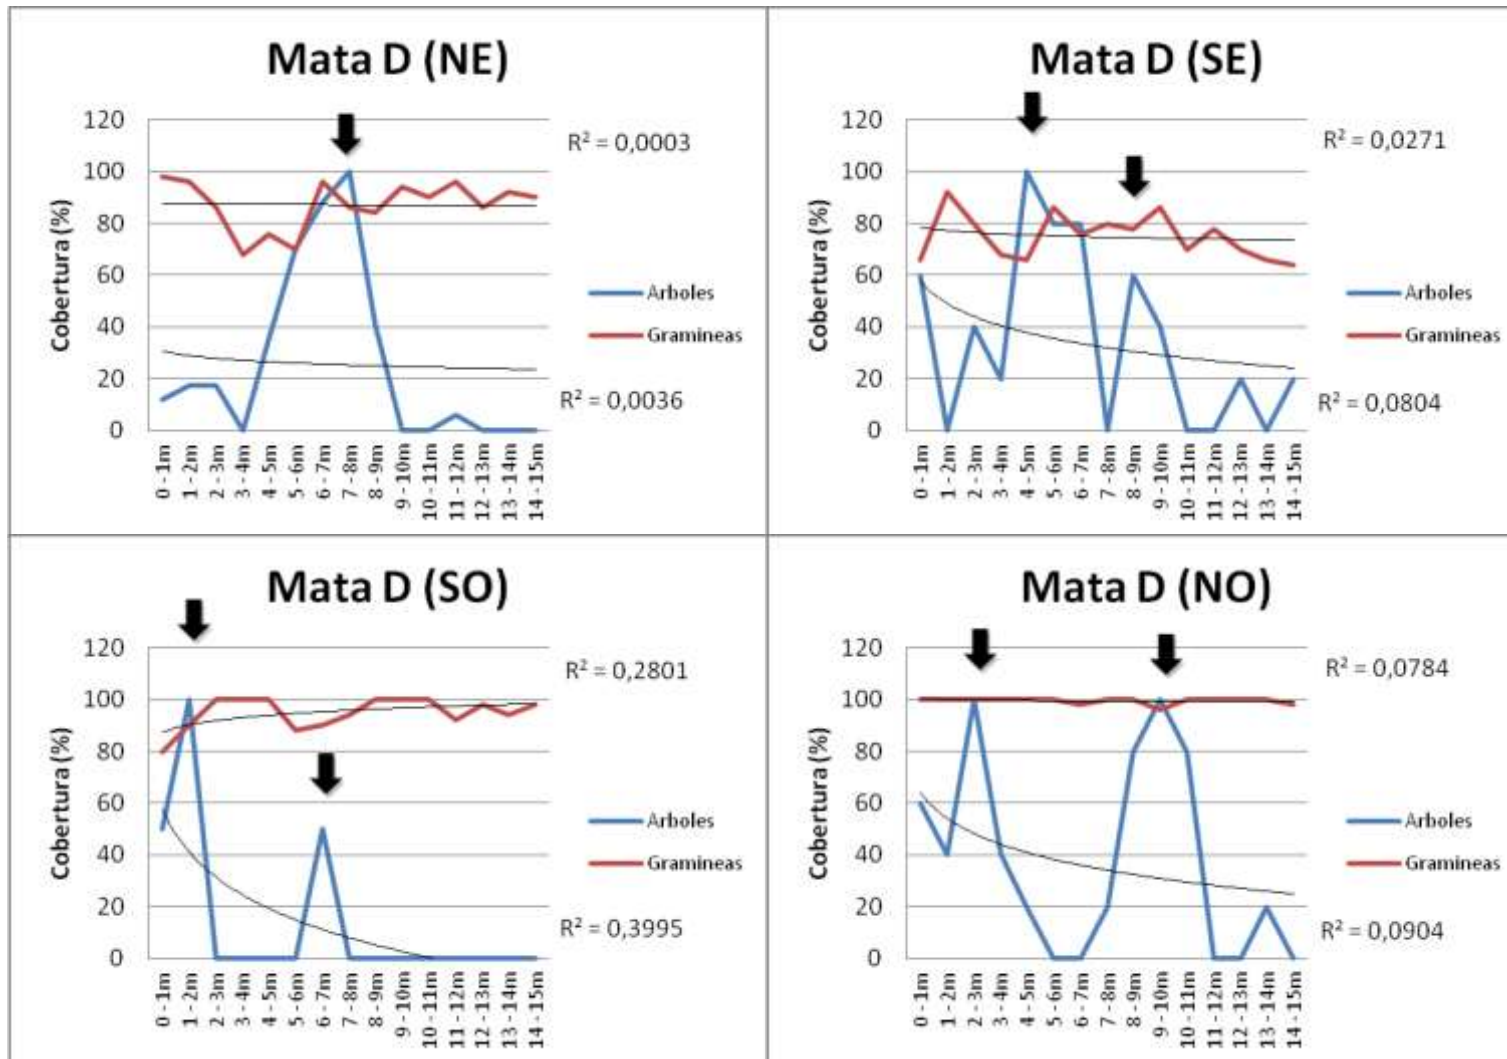 Mata D (NE)
120
100
80
60
40
20
0
Cobertura (%)
R² = 0,0003
R² = 0,0036
Arboles
Gramineas
0 - 1m
1 - 2m
2 - 3m
3 - 4m
4 - 5m
5 - 6m
6 - 7m
7 - 8m
8 - 9m
9 - 10m
10 - 11m
11 - 12m
12 - 13m
13 - 14m
14 - 15m
Mata D (SE)
120
100
80
60
40
20
0
Cobertura (%)
R² = 0,0271
R² = 0,0804
Arboles
Gramineas
0 - 1m
1 - 2m
2 - 3m
3 - 4m
4 - 5m
5 - 6m
6 - 7m
7 - 8m
8 - 9m
9 - 10m
10 - 11m
11 - 12m
12 - 13m
13 - 14m
14 - 15m
Mata D (SO)
120
100
80
60
40
20
0
Cobertura (%)
R² = 0,2801
R² = 0,3995
Arboles
Gramineas
0 - 1m
1 - 2m
2 - 3m
3 - 4m
4 - 5m
5 - 6m
6 - 7m
7 - 8m
8 - 9m
9 - 10m
10 - 11m
11 - 12m
12 - 13m
13 - 14m
14 - 15m
Mata D (NO)
120
100
80
60
40
20
0
Cobertura (%)
R² = 0,0784
R² = 0,0904
Arboles
Gramineas
0 - 1m
1 - 2m
2 - 3m
3 - 4m
4 - 5m
5 - 6m
6 - 7m
7 - 8m
8 - 9m
9 - 10m
10 - 11m
11 - 12m
12 - 13m
13 - 14m
14 - 15m